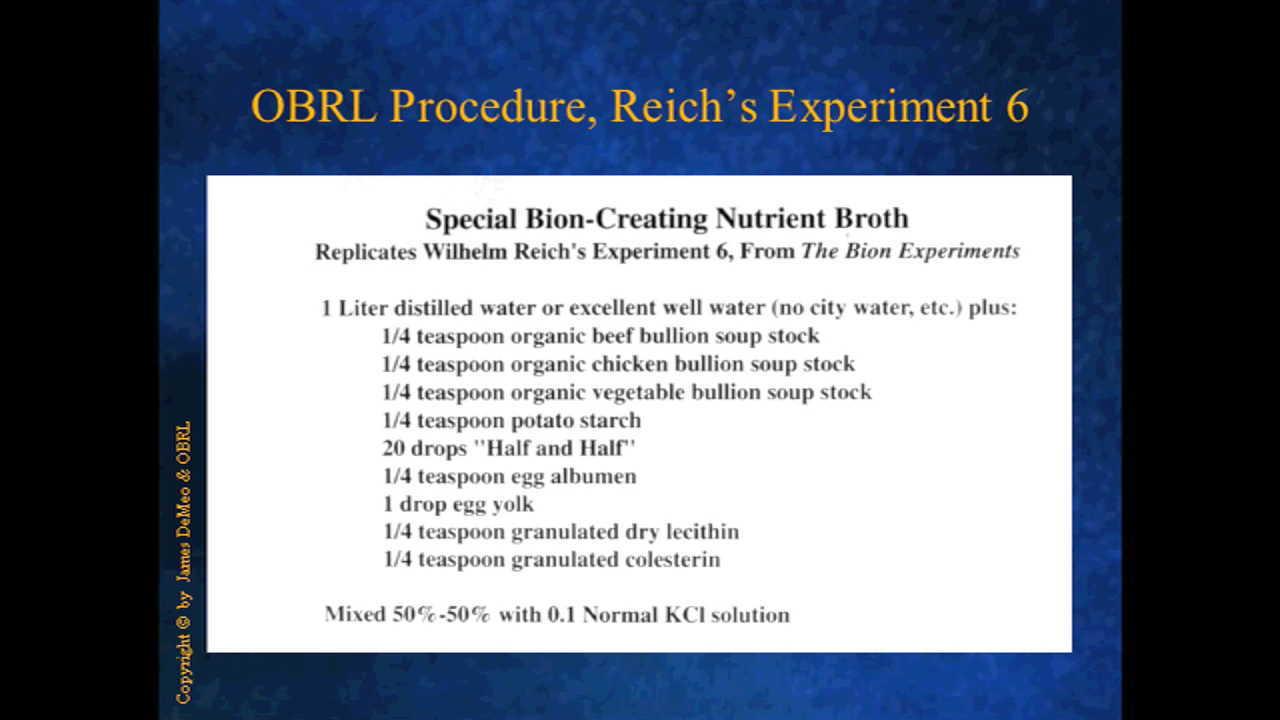 OBRL Procedure, Reich's Experiment 6
Special Bion-Creating Nutrient Broth
Replicates Wilhelm Reich's Experiment 6, From The Bion Experiments
1 Liter distilled water or excellent well water (no city water, etc.) plus:
1/4 teaspoon organic beef bullion soup stock
1/4 teaspoon organic chicken bullion soup stock
1/4 teaspoon organic vegetable bullion soup stock
1/4 teaspoon potato starch
20 drops "Half and Half"
1/4 teaspoon egg albumen
1 drop egg yolk
1/4 teaspoon granulated dry lecithin
1/4 teaspoon granulated colesterin
Mixed 50%-50% with 0.1 Normal KCl solution
Copyright © by James DeMeo & OBRL